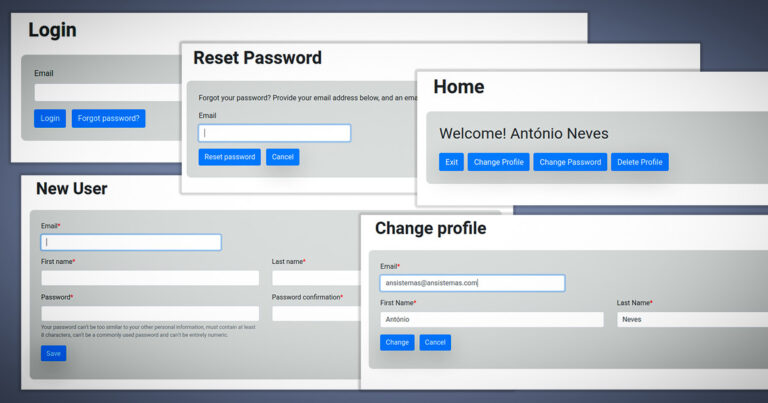 Login
Email
Login
Forgot password?
Reset Password
Forgot your password? Provide your email address below, and an
Email
Reset password
Cancel
Home
Welcome! António Neves
Exit
Change Profile
Change Password
Delete Profile
New User
Email*
First name*
Last name*
Password*
Password confirmation*
Your password can't be too similar to your other personal information, must contain at least
8 characters, can't be a commonly used password and can't be entirely numeric.
Save
Change profile
Email*
ansistemas@ansistemas.com
First Name*
Last Name*
António
Neves
Change
Cancel